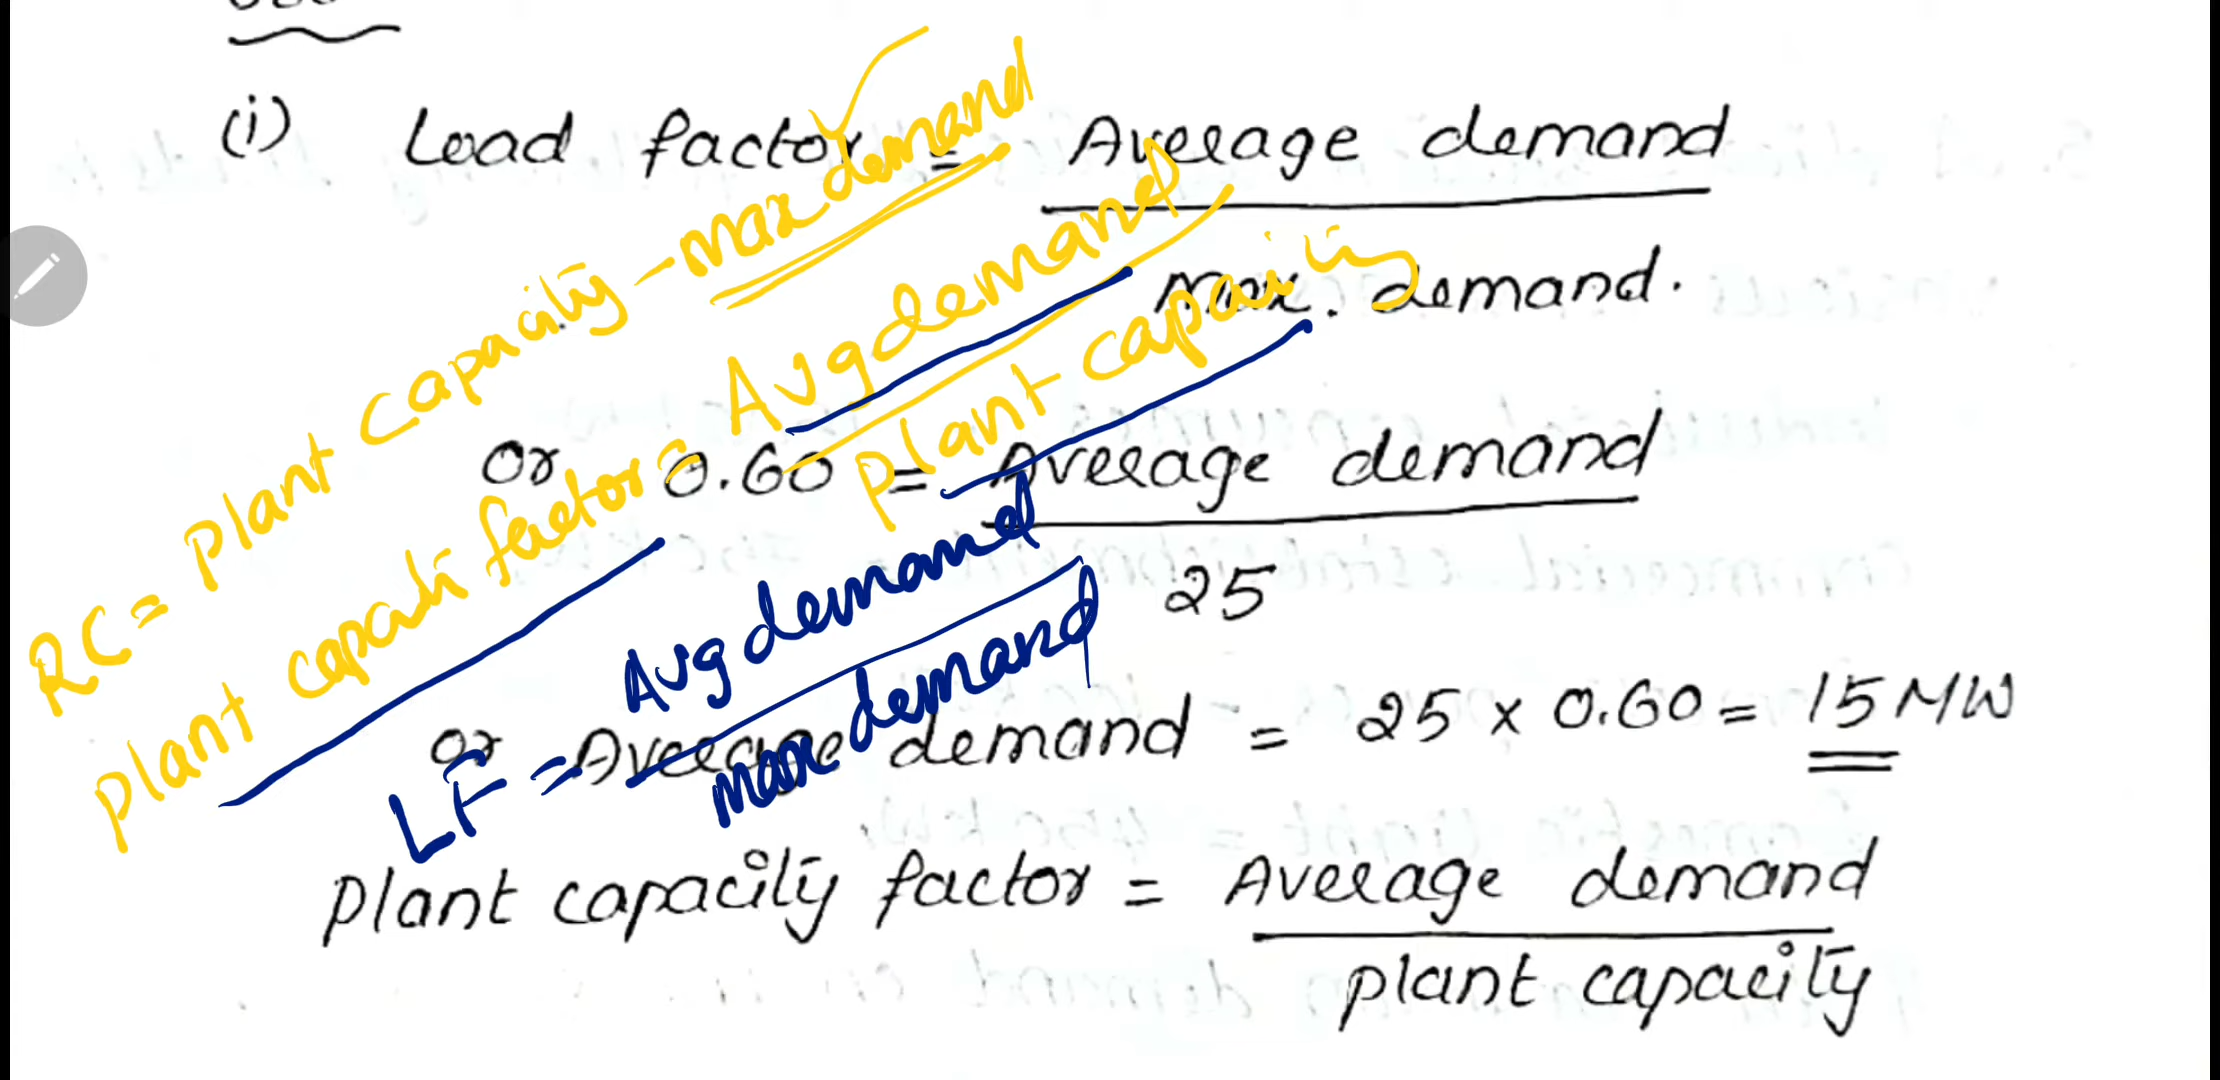 (i) Load factor = Average demand
Max. demand.
or 0.60 = Average demand
25
or Average demand = 25 x 0.60 = 15 MW
plant capacity factor = Average demand
plant capacity
RC = plant capacity - max demand
plant capacity factor = Avg demand
plant capacity
LF = Avg demand
max demand